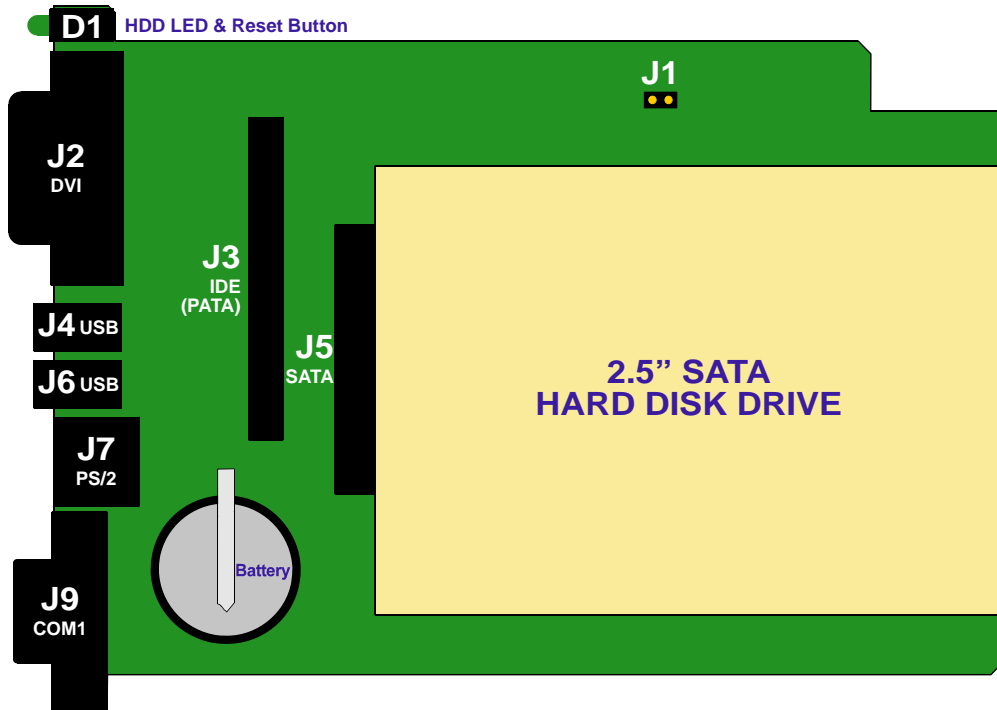 D1 HDD LED & Reset Button
J1
J2
DVI
J3
IDE
(PATA)
J4 USB
J5
SATA
J6 USB
2.5” SATA
HARD DISK DRIVE
J7
PS/2
Battery
J9
COM1